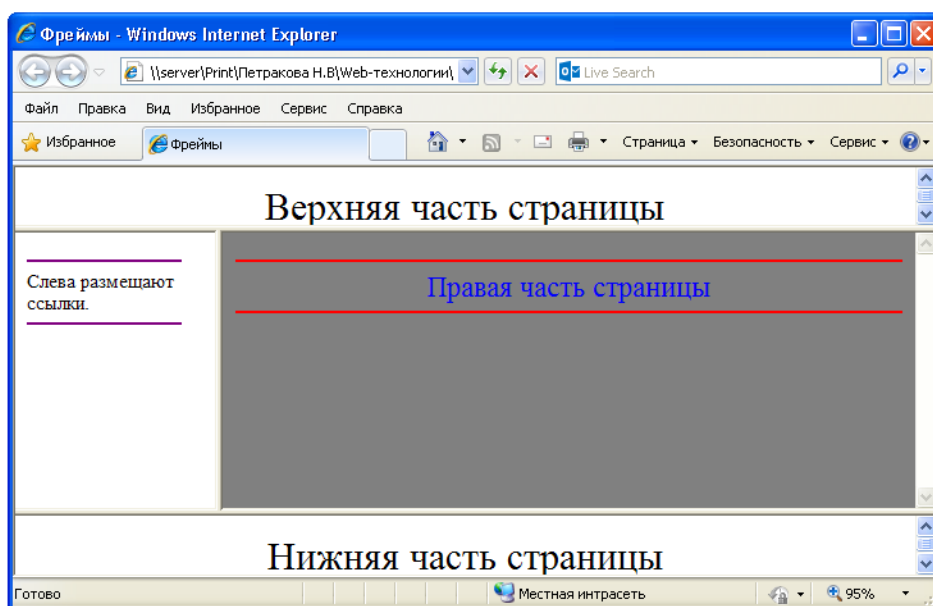 Фреймы - Windows Internet Explorer
\\server\Print\Петракова Н.В\Web-технологии\
Live Search
Файл Правка Вид Избранное Сервис Справка
Избранное Фреймы Страница Безопасность Сервис
Верхняя часть страницы
Слева размещают
ссылки.
Правая часть страницы
Нижняя часть страницы
Готово Местная интрасеть 95%